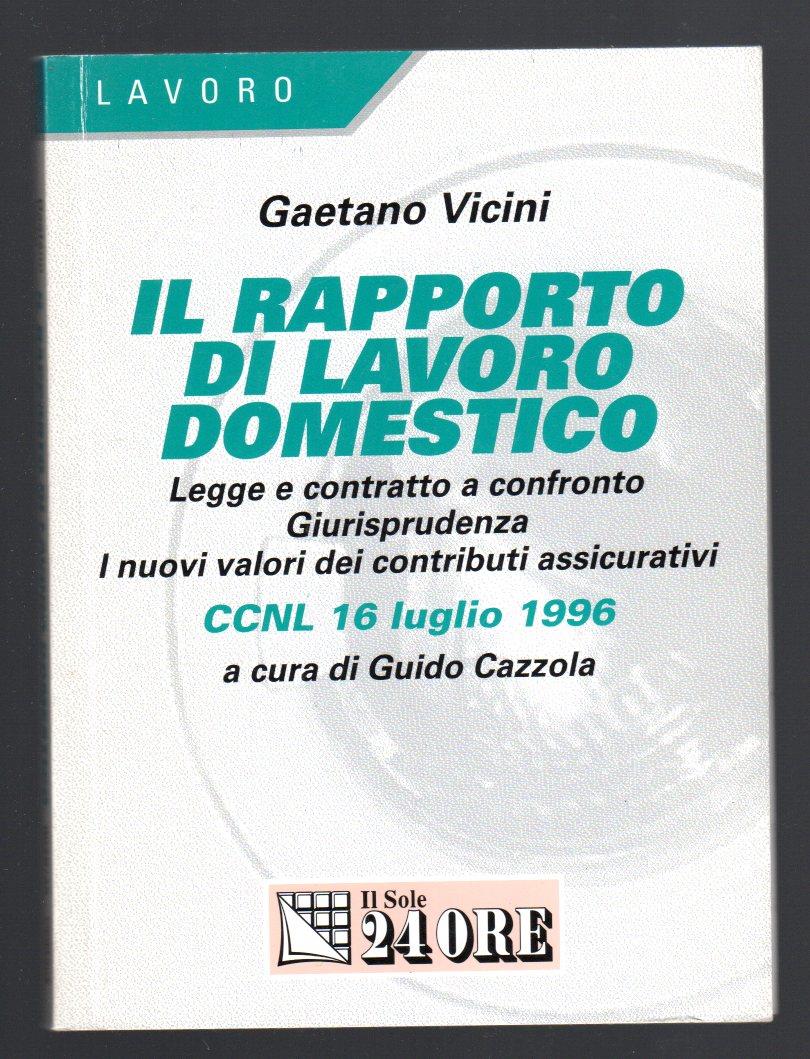 LAVORO
Gaetano Vicini
IL RAPPORTO
DI LAVORO
DOMESTICO
Legge e contratto a confronto
Giurisprudenza
I nuovi valori dei contributi assicurativi
CCNL 16 luglio 1996
a cura di Guido Cazzola
Il Sole
24 ORE